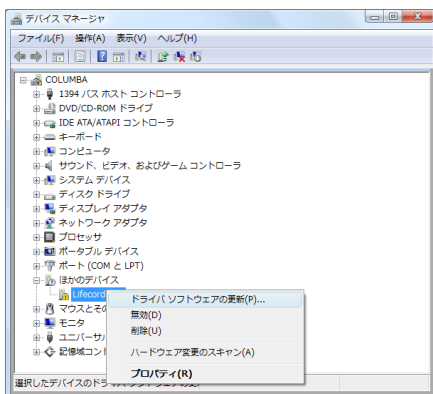 デバイス マネージャ
ファイル(F) 操作(A) 表示(V) ヘルプ(H)
COLUMBA
1394 バス ホスト コントローラ
DVD/CD-ROM ドライブ
IDE ATA/ATAPI コントローラ
キーボード
コンピュータ
サウンド、ビデオ、およびゲーム コントローラ
システム デバイス
ディスク ドライブ
ディスプレイ アダプタ
ネットワーク アダプタ
プロセッサ
ポータブル デバイス
ポート (COM と LPT)
ほかのデバイス
Lifecord
マウスとその
モニタ
ユニバーサ
記憶域コント
ドライバ ソフトウェアの更新(P)...
無効(D)
削除(U)
ハードウェア変更のスキャン(A)
プロパティ(R)
選択したデバイスのドラ